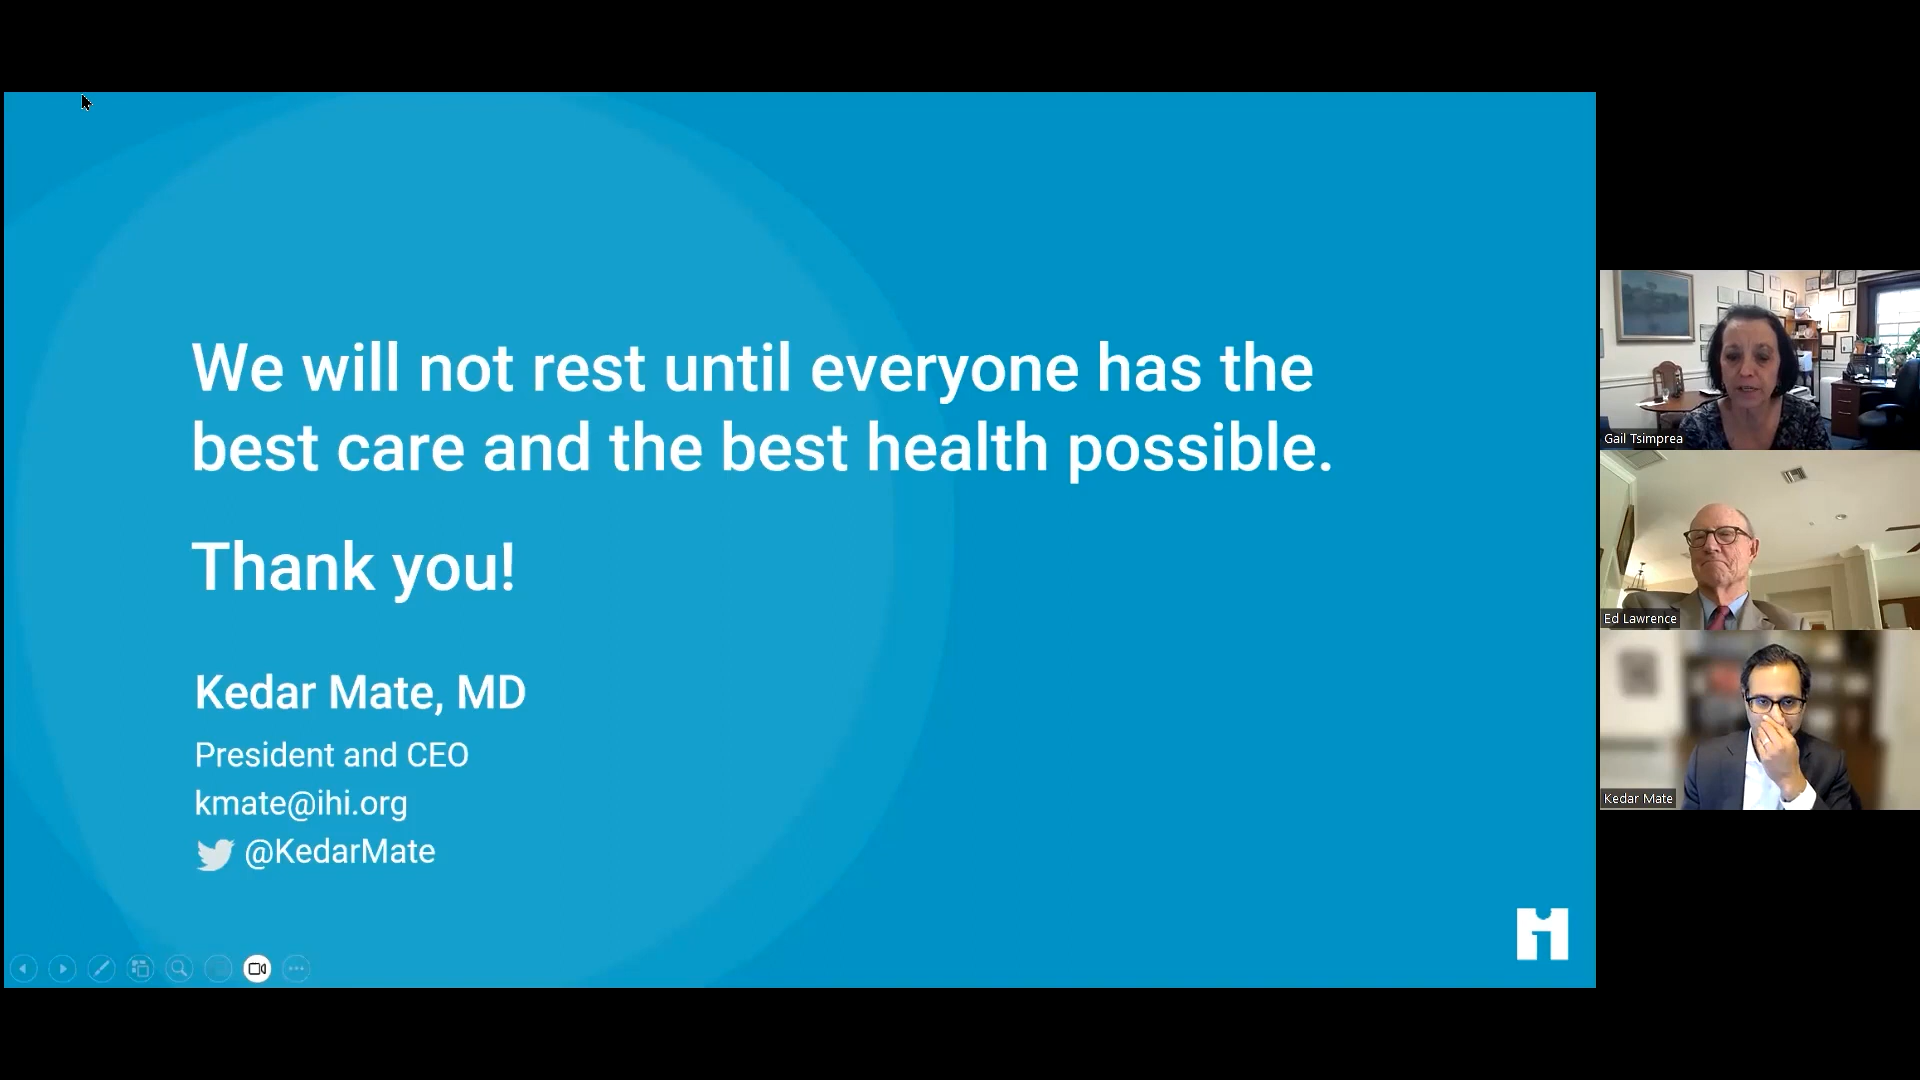 We will not rest until everyone has the
best care and the best health possible.
Thank you!
Kedar Mate, MD
President and CEO
kmate@ihi.org
@KedarMate
Gail Tsimprea
Ed Lawrence
Kedar Mate